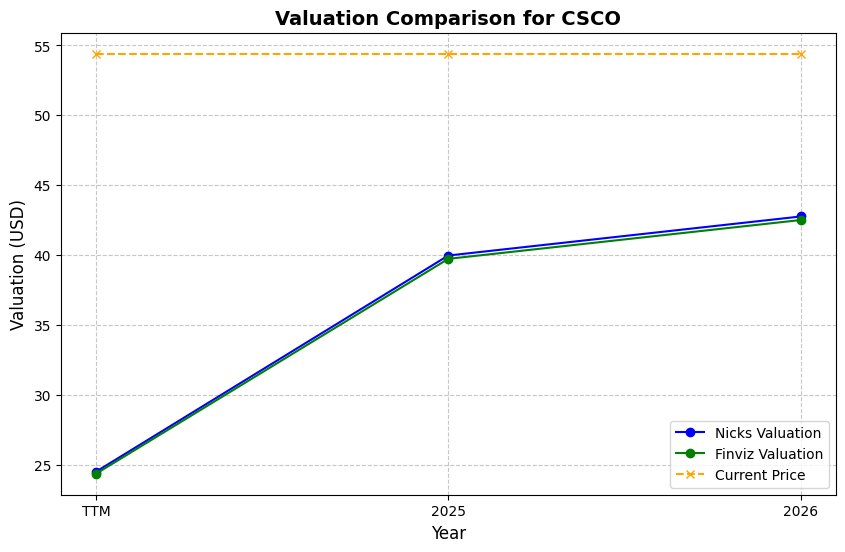 Valuation Comparison for CSCO
Valuation (USD)
55
50
45
40
35
30
25
TTM
2025
2026
Year
Nicks Valuation
Finviz Valuation
Current Price